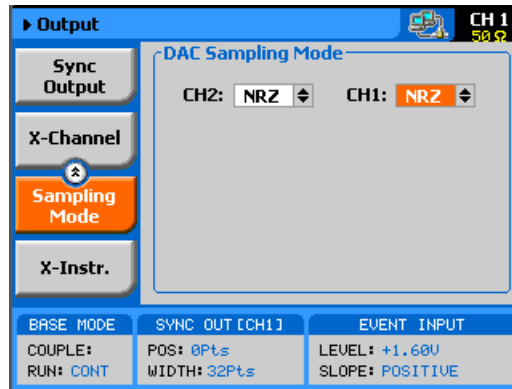 Output
CH 1
50 Ω
Sync
Output
X-Channel
Sampling
Mode
X-Instr.
DAC Sampling Mode
CH2: NRZ CH1: NRZ
BASE MODE
COUPLE:
RUN: CONT
SYNC OUT [CH1]
POS: 0Pts
WIDTH: 32Pts
EVENT INPUT
LEVEL: +1.60V
SLOPE: POSITIVE